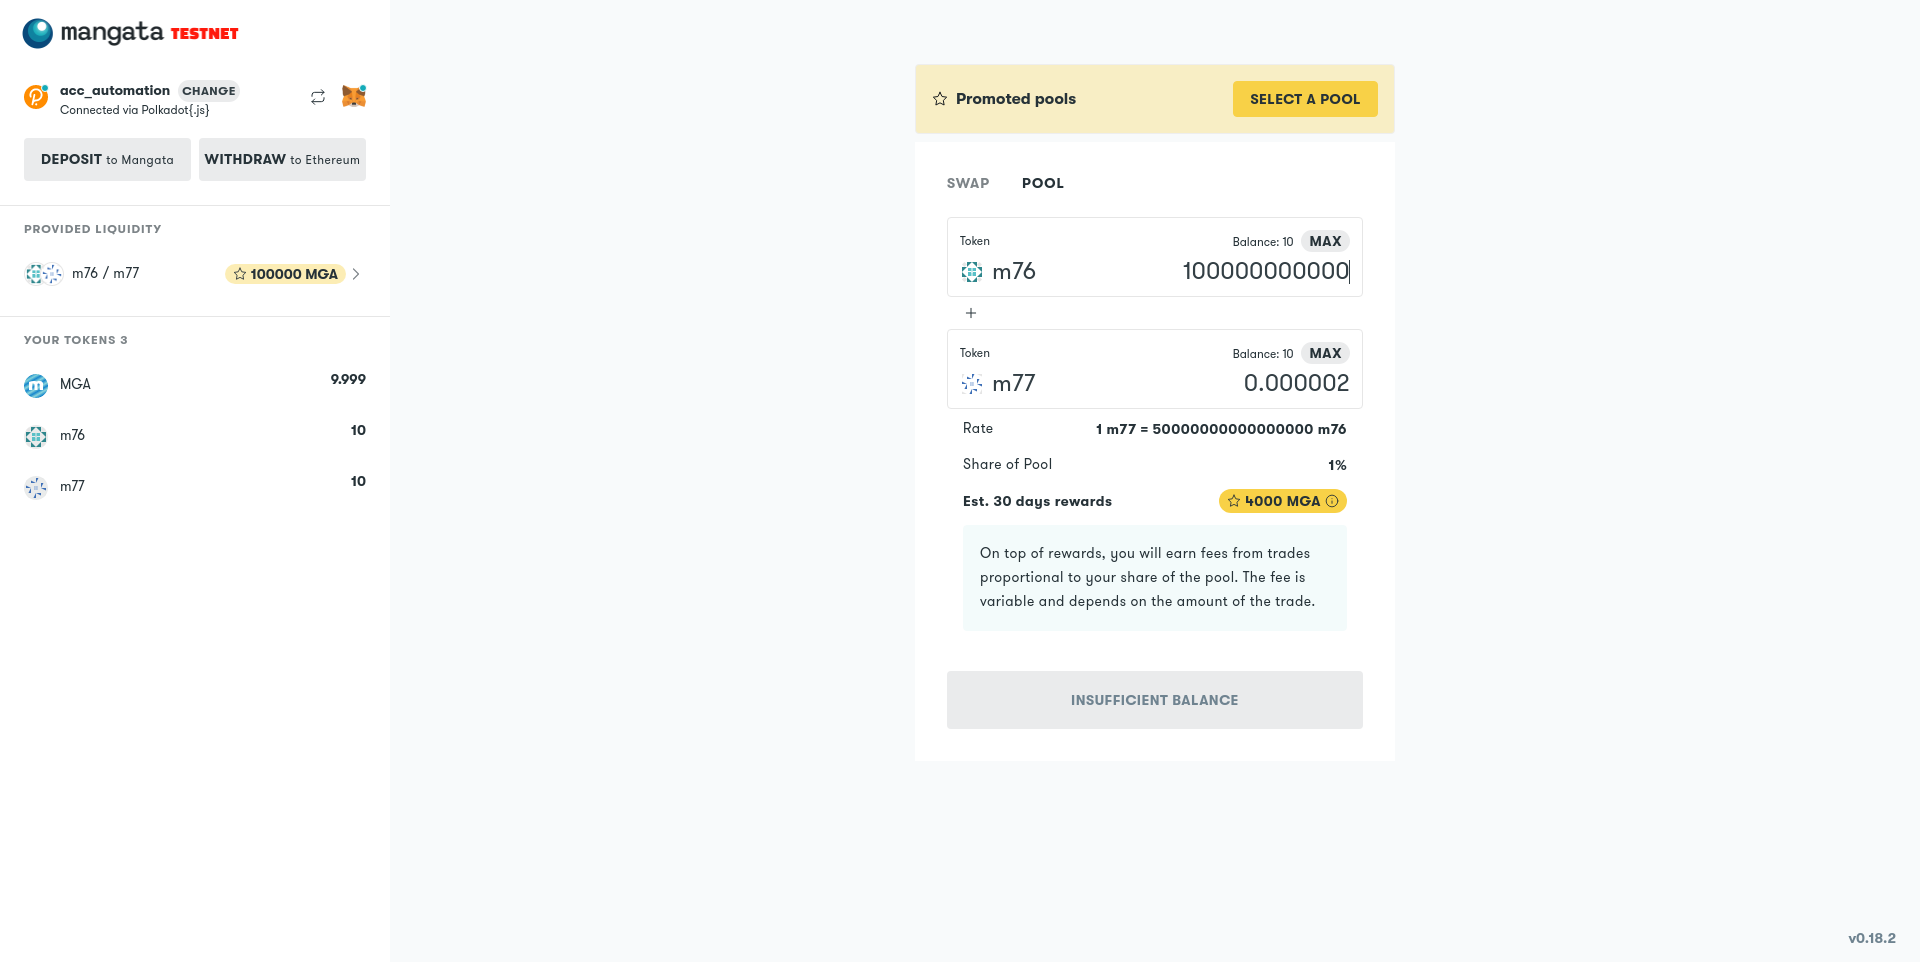 mangata TESTNET
acc_automation CHANGE
Connected via Polkadot{.js}
DEPOSIT to Mangata
WITHDRAW to Ethereum
PROVIDED LIQUIDITY
m76 / m77
100000 MGA
YOUR TOKENS 3
MGA
9.999
m76
10
m77
10
Promoted pools
SELECT A POOL
SWAP
POOL
Token
Balance: 10 MAX
m76
100000000000
+
Token
Balance: 10 MAX
m77
0.000002
Rate
1 m77 = 50000000000000000 m76
Share of Pool
1%
Est. 30 days rewards
4000 MGA
On top of rewards, you will earn fees from trades
proportional to your share of the pool. The fee is
variable and depends on the amount of the trade.
INSUFFICIENT BALANCE
v0.18.2